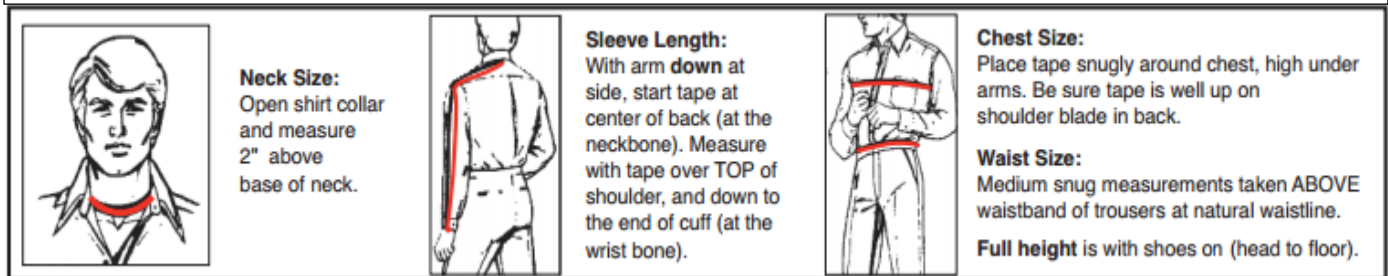 Neck Size:
Open shirt collar
and measure
2" above
base of neck.
Sleeve Length:
With arm down at
side, start tape at
center of back (at the
neckbone). Measure
with tape over TOP of
shoulder, and down to
the end of cuff (at the
wrist bone).
Chest Size:
Place tape snugly around chest, high under
arms. Be sure tape is well up on
shoulder blade in back.
Waist Size:
Medium snug measurements taken ABOVE
waistband of trousers at natural waistline.
Full height is with shoes on (head to floor).